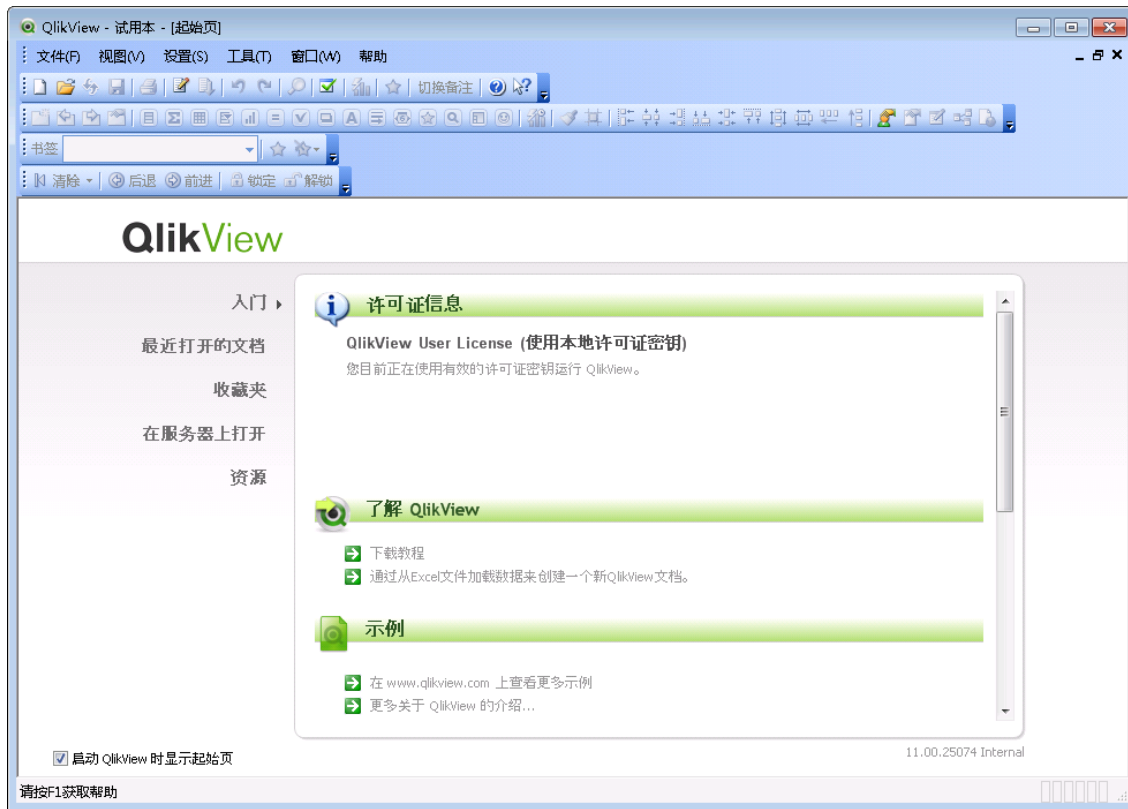 QlikView - 试用本 - [起始页]
文件(F) 视图(V) 设置(S) 工具(T) 窗口(W) 帮助
切换备注
书签
清除 后退 前进 锁定 解锁
QlikView
入门
最近打开的文档
收藏夹
在服务器上打开
资源
许可证信息
QlikView User License (使用本地许可证密钥)
您目前正在使用有效的许可证密钥运行 QlikView。
了解 QlikView
下载教程
通过从Excel文件加载数据来创建一个新QlikView文档。
示例
在 www.qlikview.com 上查看更多示例
更多关于 QlikView 的介绍...
启动 QlikView 时显示起始页
11.00.25074 Internal
请按F1获取帮助